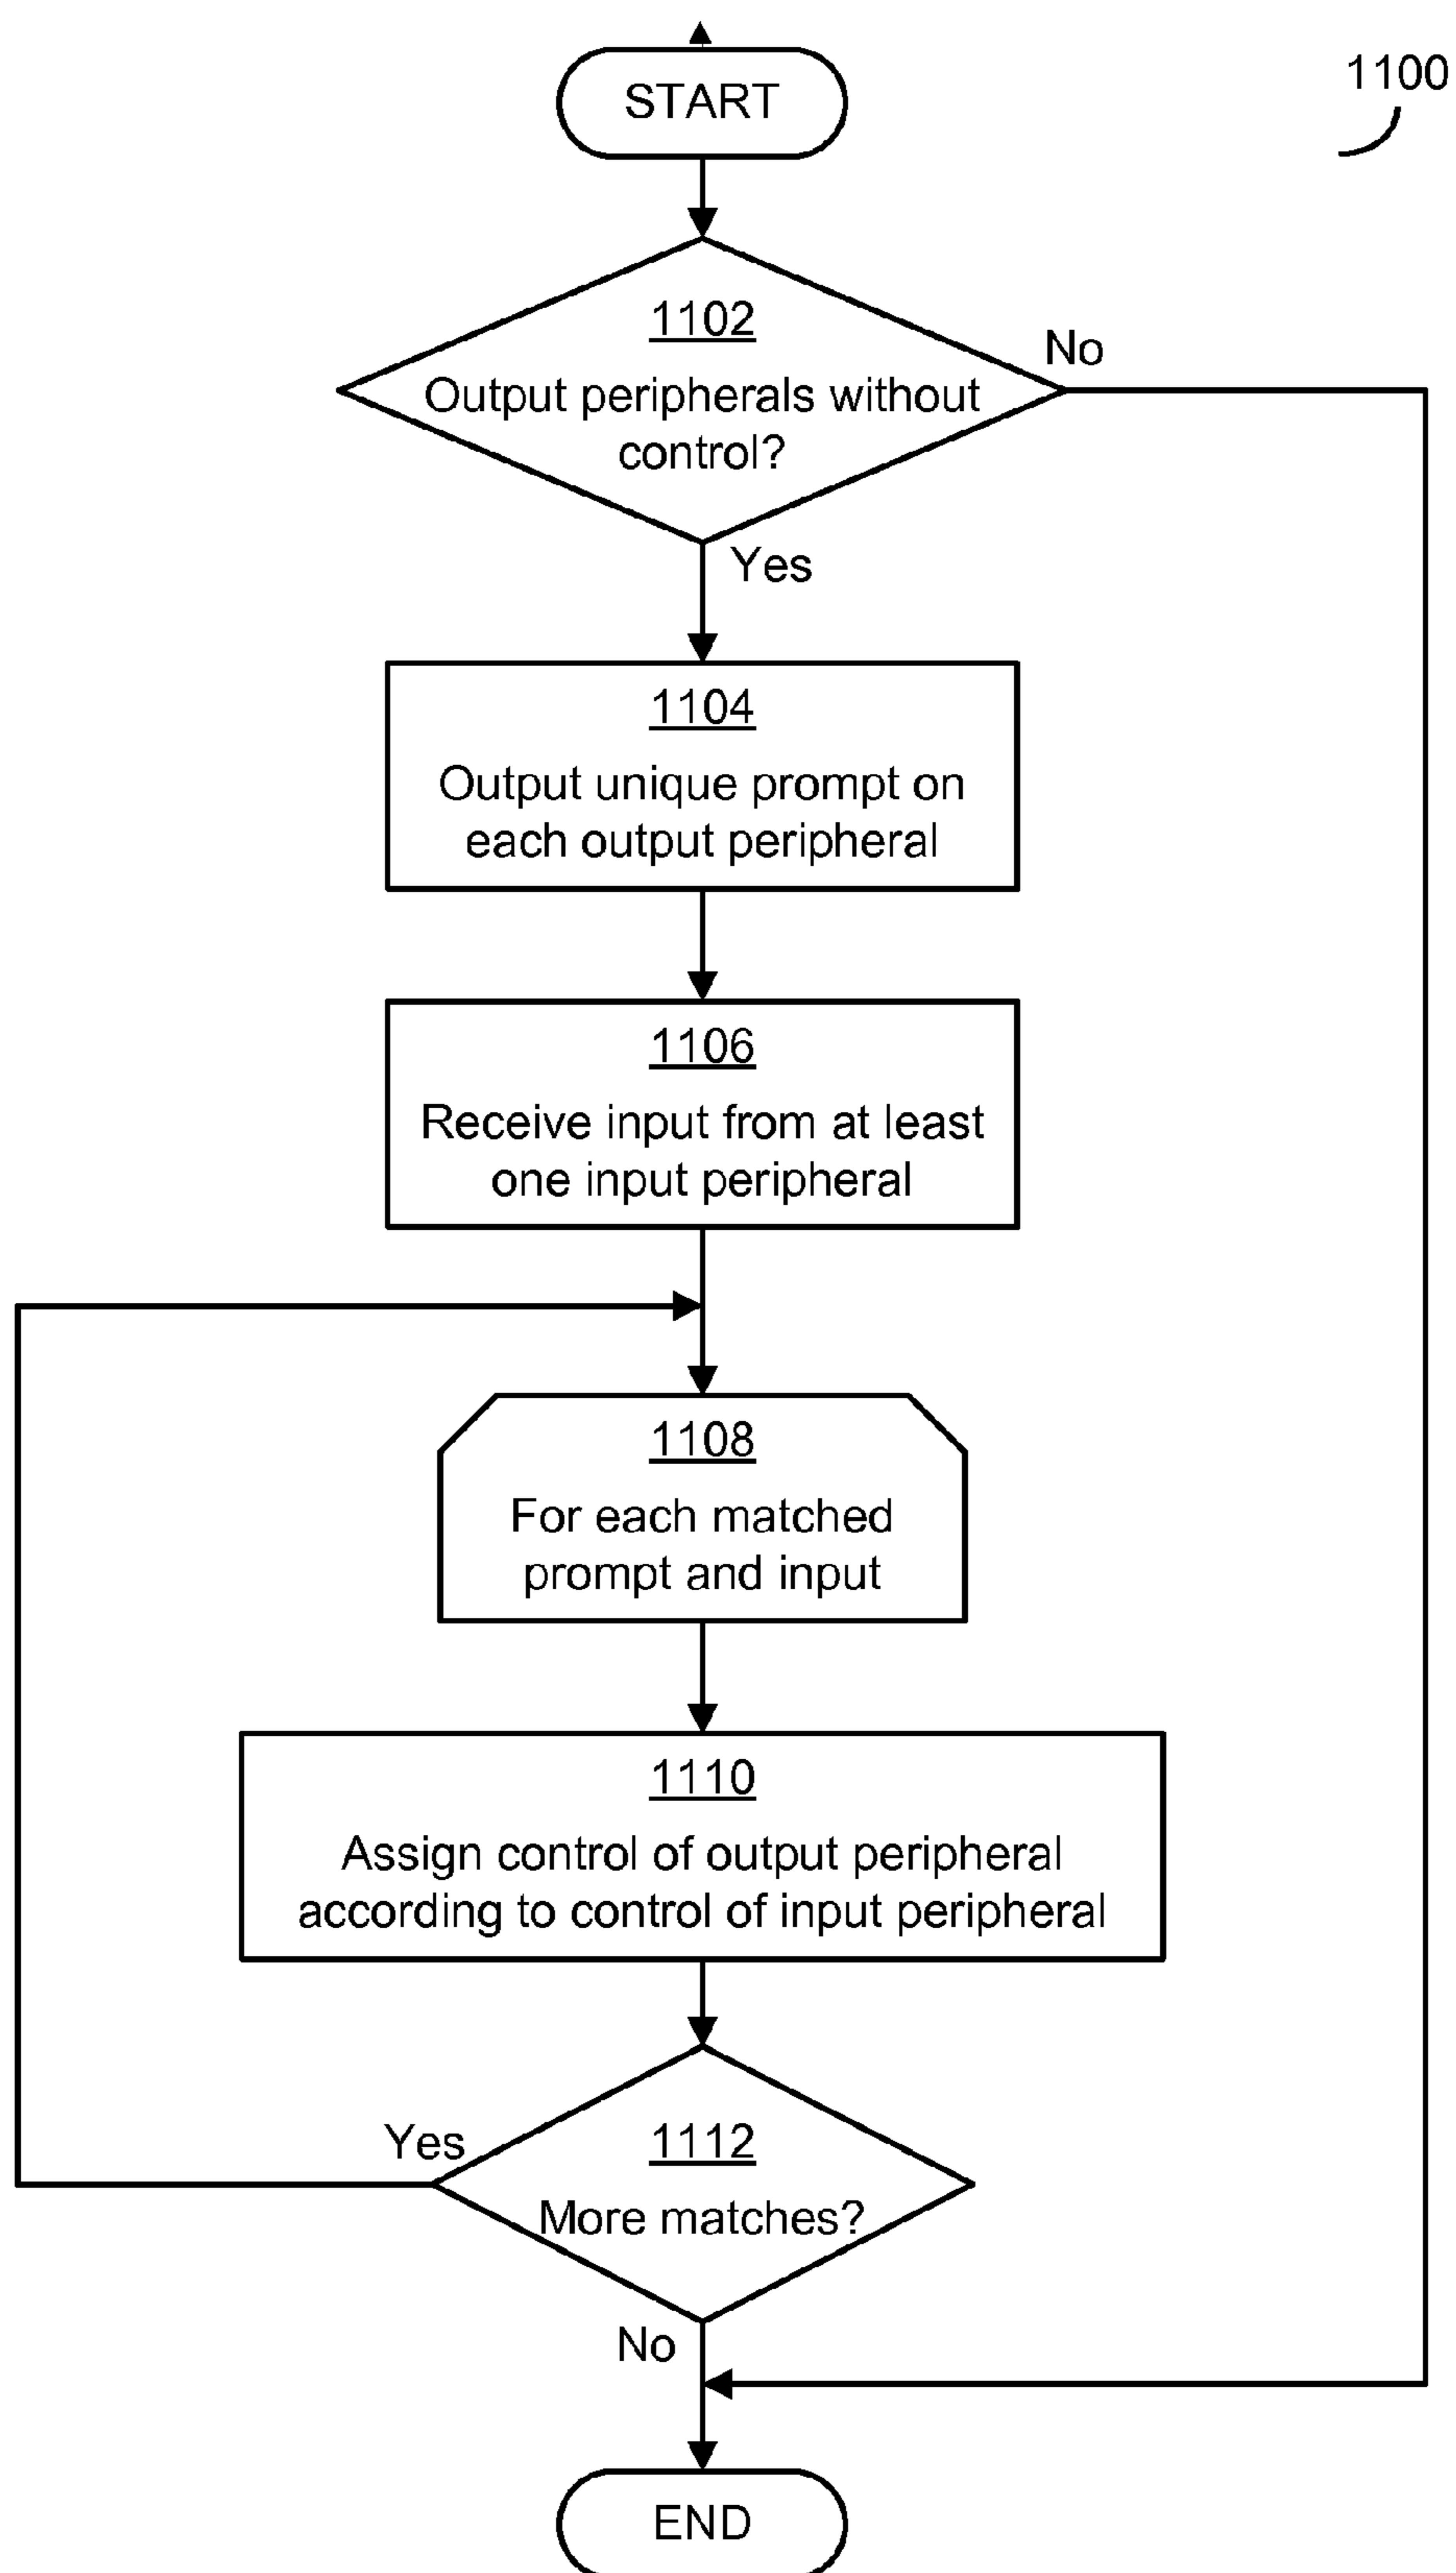 START
1100
1102
Output peripherals without
control?
No
Yes
1104
Output unique prompt on
each output peripheral
1106
Receive input from at least
one input peripheral
1108
For each matched
prompt and input
1110
Assign control of output peripheral
according to control of input peripheral
Yes
1112
More matches?
No
END